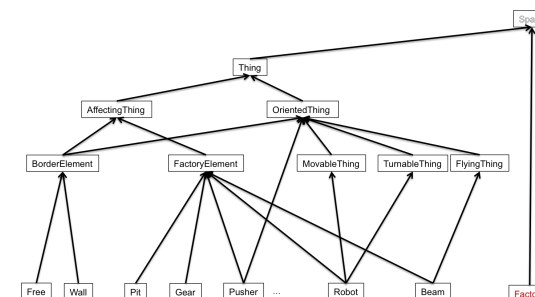 Thing
AffectingThing OrientedThing
BorderElement FactoryElement MovableThing TurnableThing FlyingThing
Free Wall Pit Gear Pusher ... Robot Beam